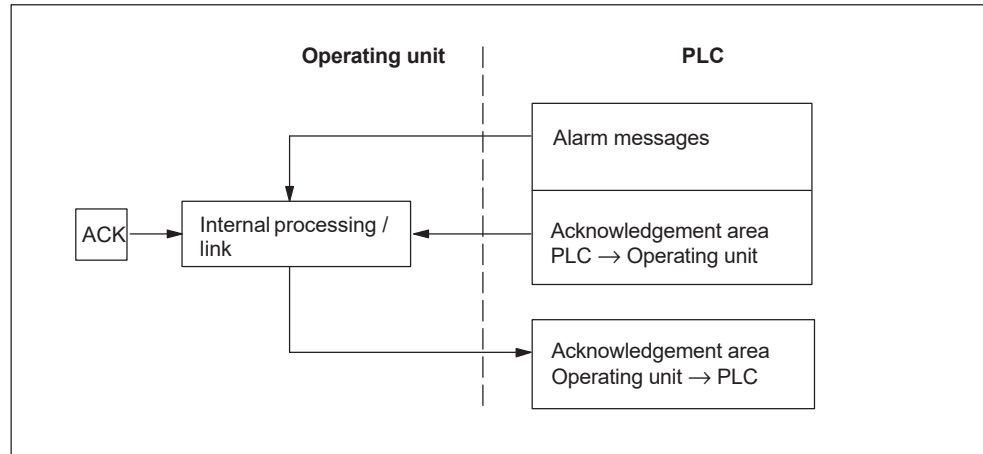 Operating unit
PLC
Alarm messages
ACK
Internal processing /
link
Acknowledgement area
PLC → Operating unit
Acknowledgement area
Operating unit → PLC